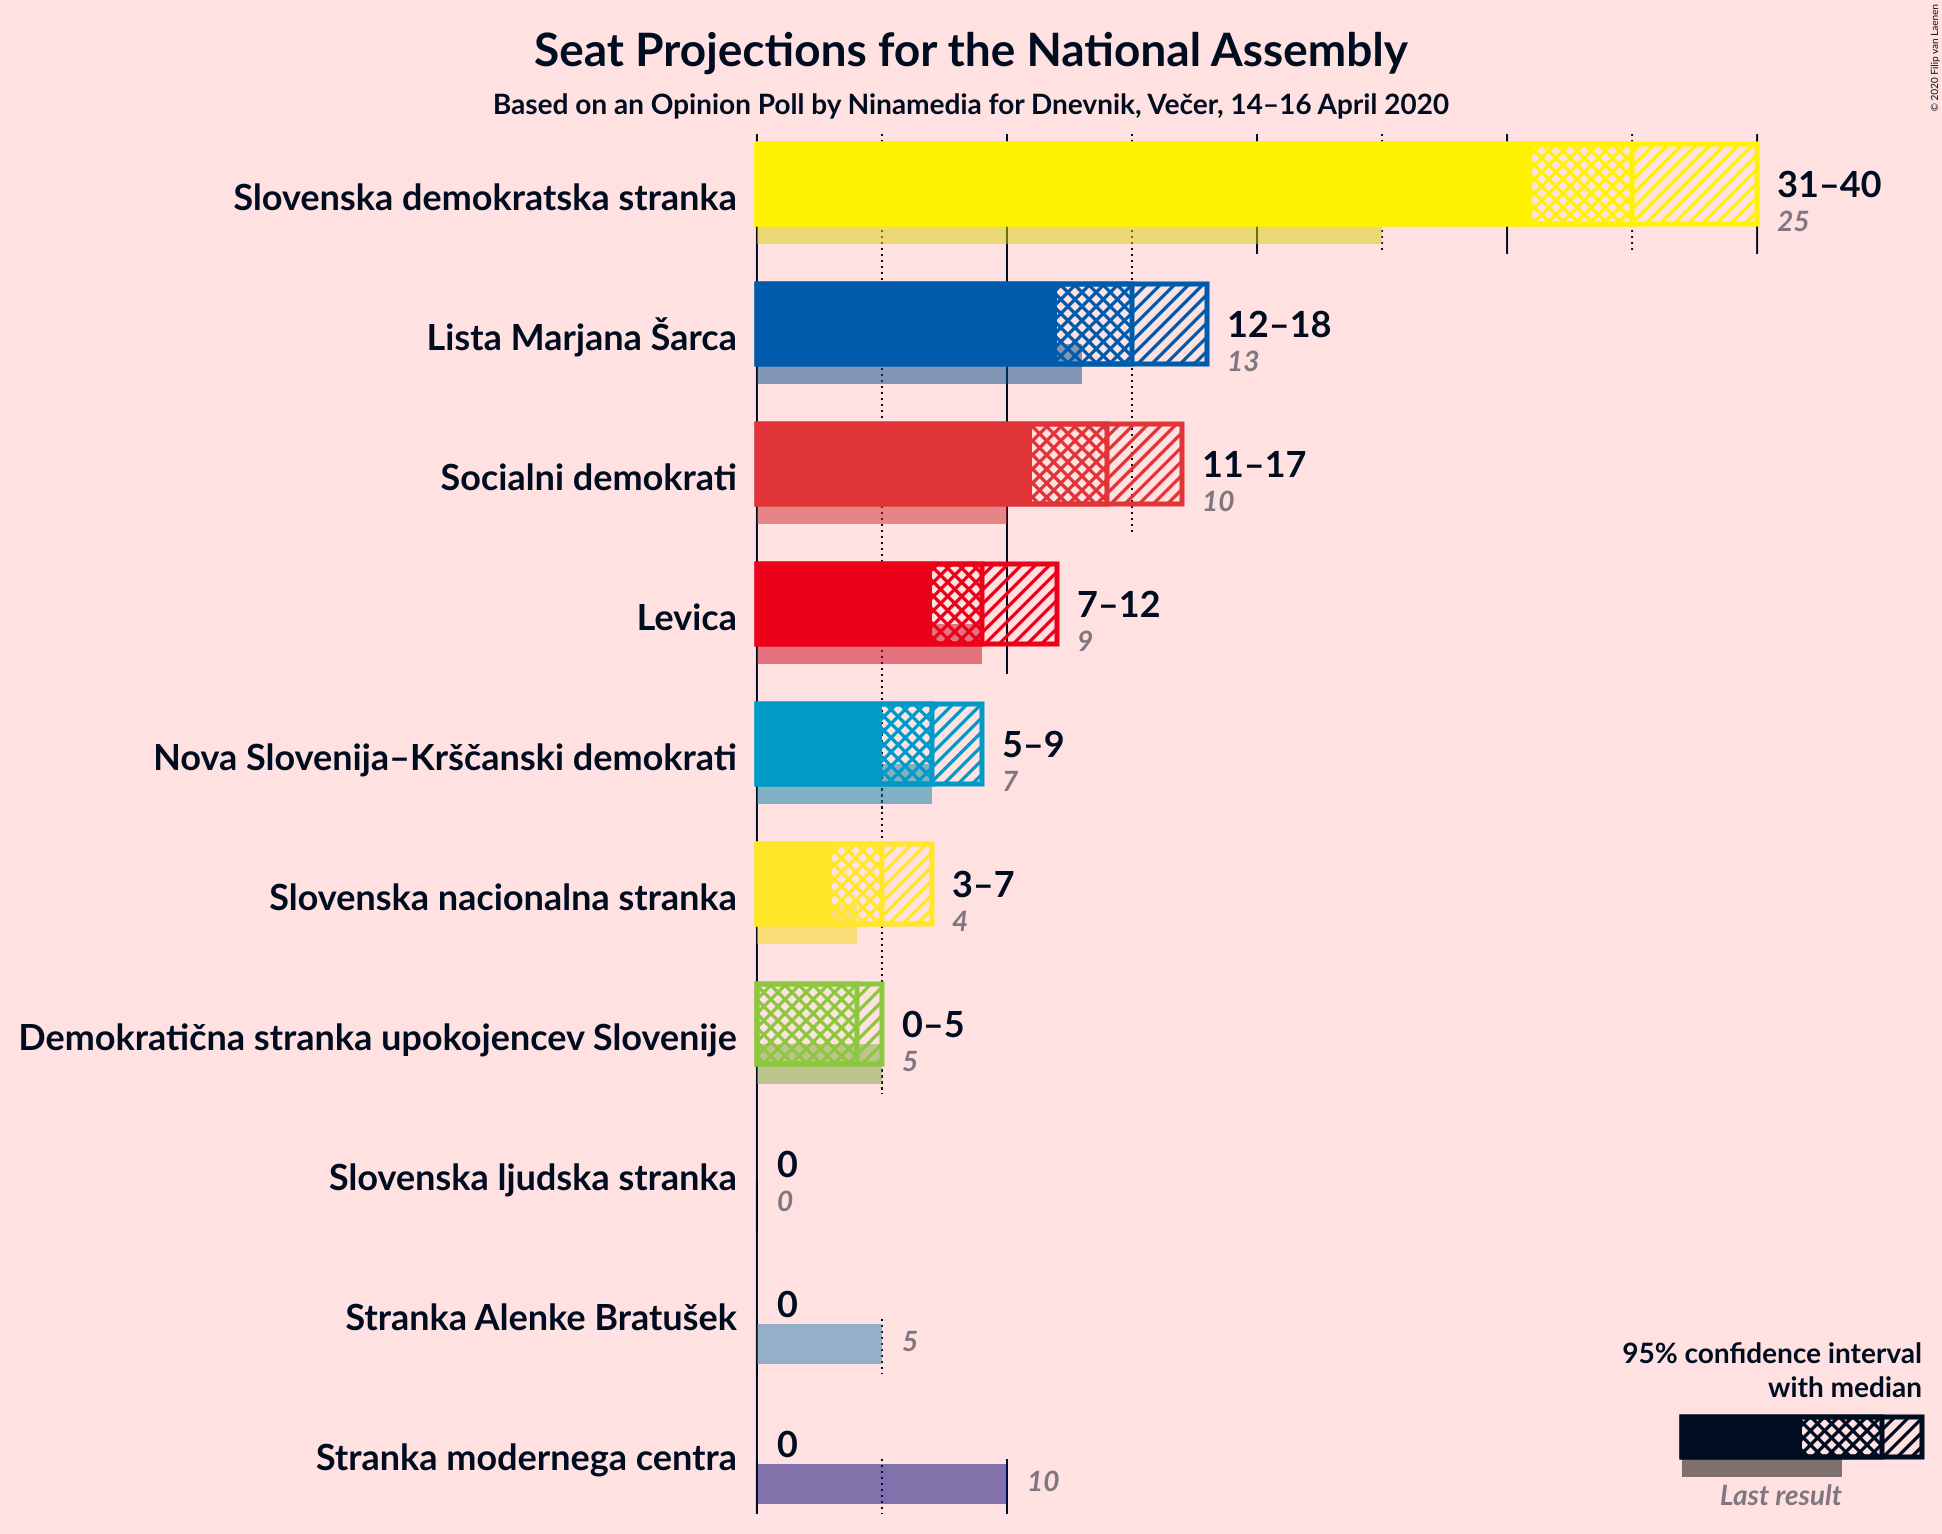 Seat Projections for the National Assembly
Based on an Opinion Poll by Ninamedia for Dnevnik, Večer, 14–16 April 2020
© 2020 Filip van Laenen
Slovenska demokratska stranka
31–40
25
Lista Marjana Šarca
12–18
13
Socialni demokrati
11–17
10
Levica
7–12
9
Nova Slovenija–Krščanski demokrati
5–9
7
Slovenska nacionalna stranka
3–7
4
Demokratična stranka upokojencev Slovenije
0–5
5
Slovenska ljudska stranka
0
0
Stranka Alenke Bratušek
0
5
Stranka modernega centra
0
10
95% confidence interval
with median
Last result